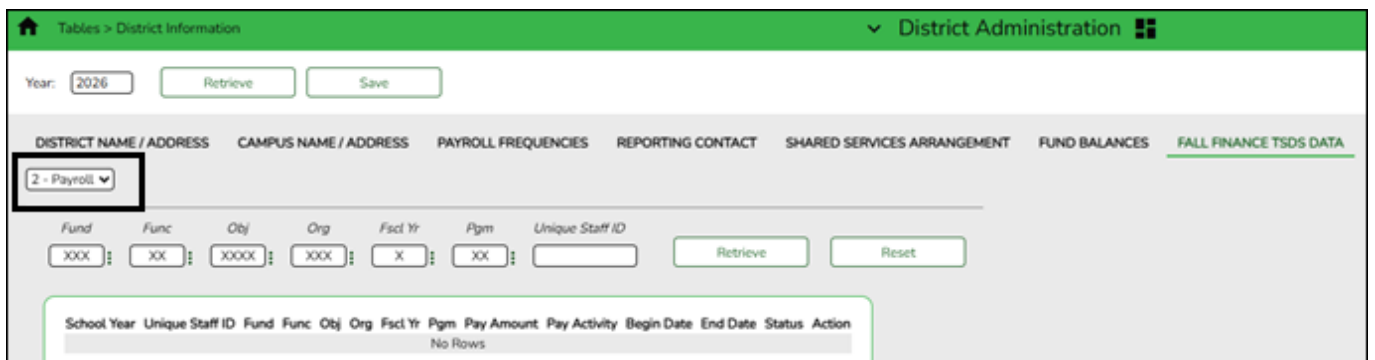 Tables > District Information District Administration
Year: 2026 Retrieve Save
DISTRICT NAME / ADDRESS CAMPUS NAME / ADDRESS PAYROLL FREQUENCIES REPORTING CONTACT SHARED SERVICES ARRANGEMENT FUND BALANCES FALL FINANCE TSDS DATA
2 - Payroll
Fund Func Obj Org Fscl Yr Pgm Unique Staff ID
XXX XX XXXX XXX X XX Retrieve Reset
School Year Unique Staff ID Fund Func Obj Org Fscl Yr Pgm Pay Amount Pay Activity Begin Date End Date Status Action
No Rows